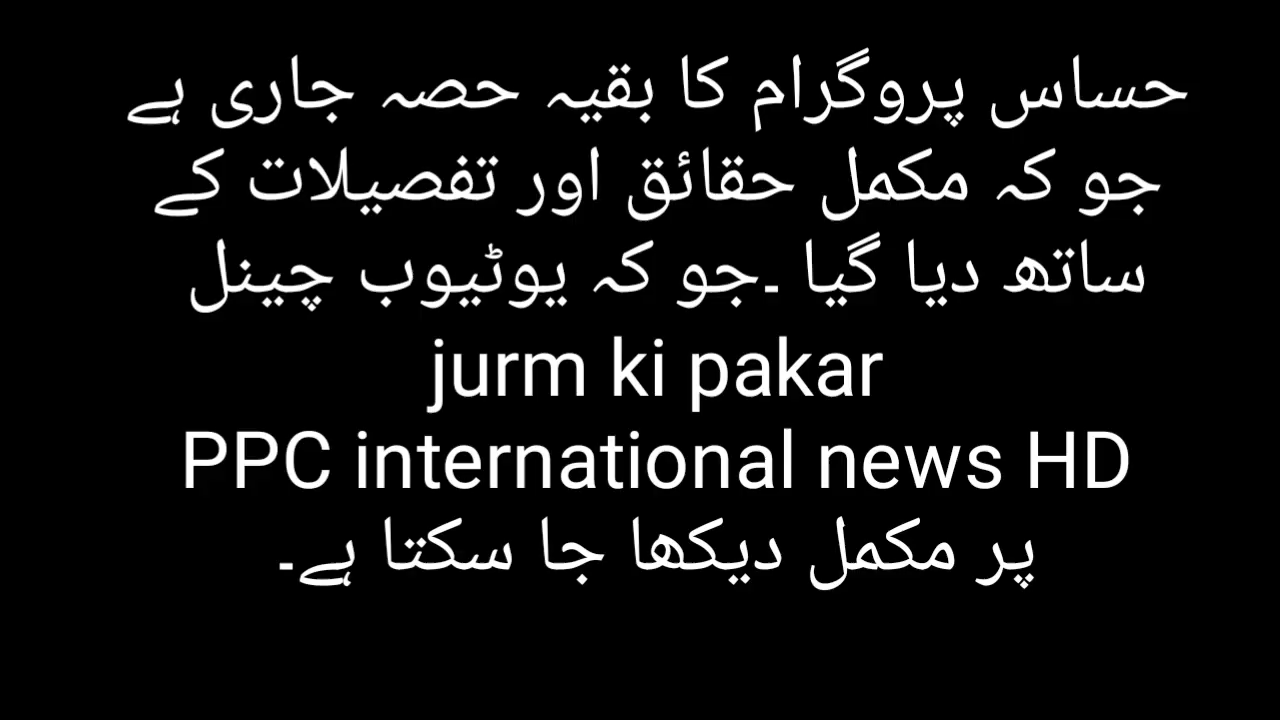 حساس پروگرام کا بقیہ حصہ جاری ہے
جو کہ مکمل حقائق اور تفصیلات کے
ساتھ دیا گیا ۔جو کہ یوٹیوب چینل
jurm ki pakar
PPC international news HD
پر مکمل دیکھا جا سکتا ہے۔